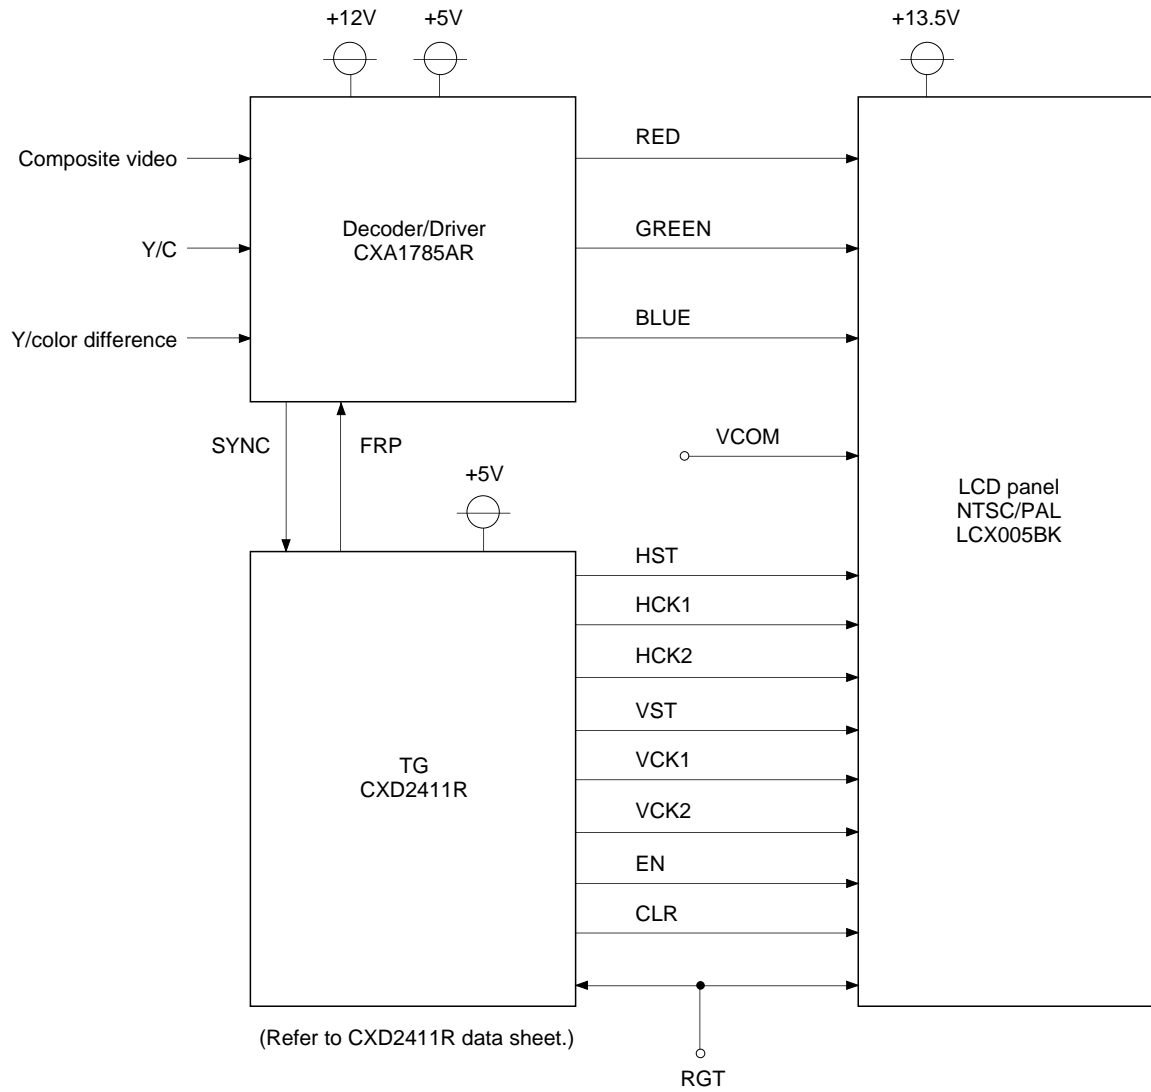 +12V
+5V
+13.5V
Composite video
Y/C
Y/color difference
Decoder/Driver
CXA1785AR
RED
GREEN
BLUE
SYNC
FRP
+5V
VCOM
LCD panel
NTSC/PAL
LCX005BK
TG
CXD2411R
HST
HCK1
HCK2
VST
VCK1
VCK2
EN
CLR
(Refer to CXD2411R data sheet.)
RGT